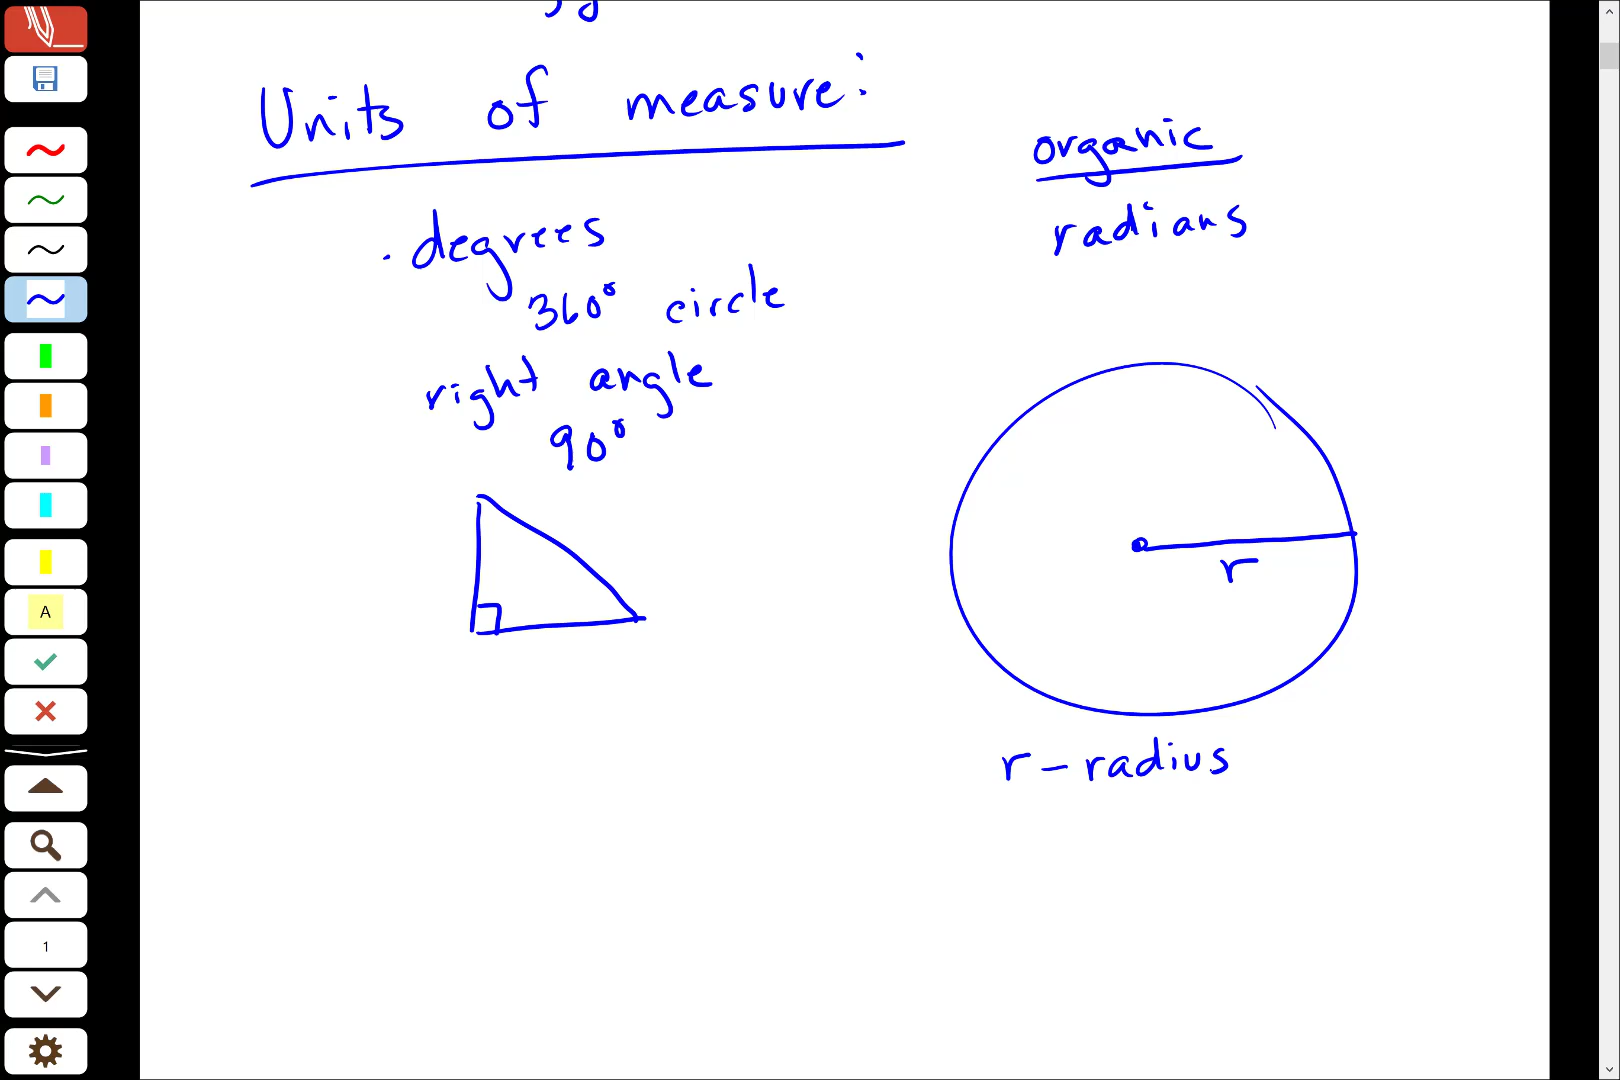 Units of measure:
. degrees
360° circle
right angle
90°
organic
radians
r
r - radius
A
1